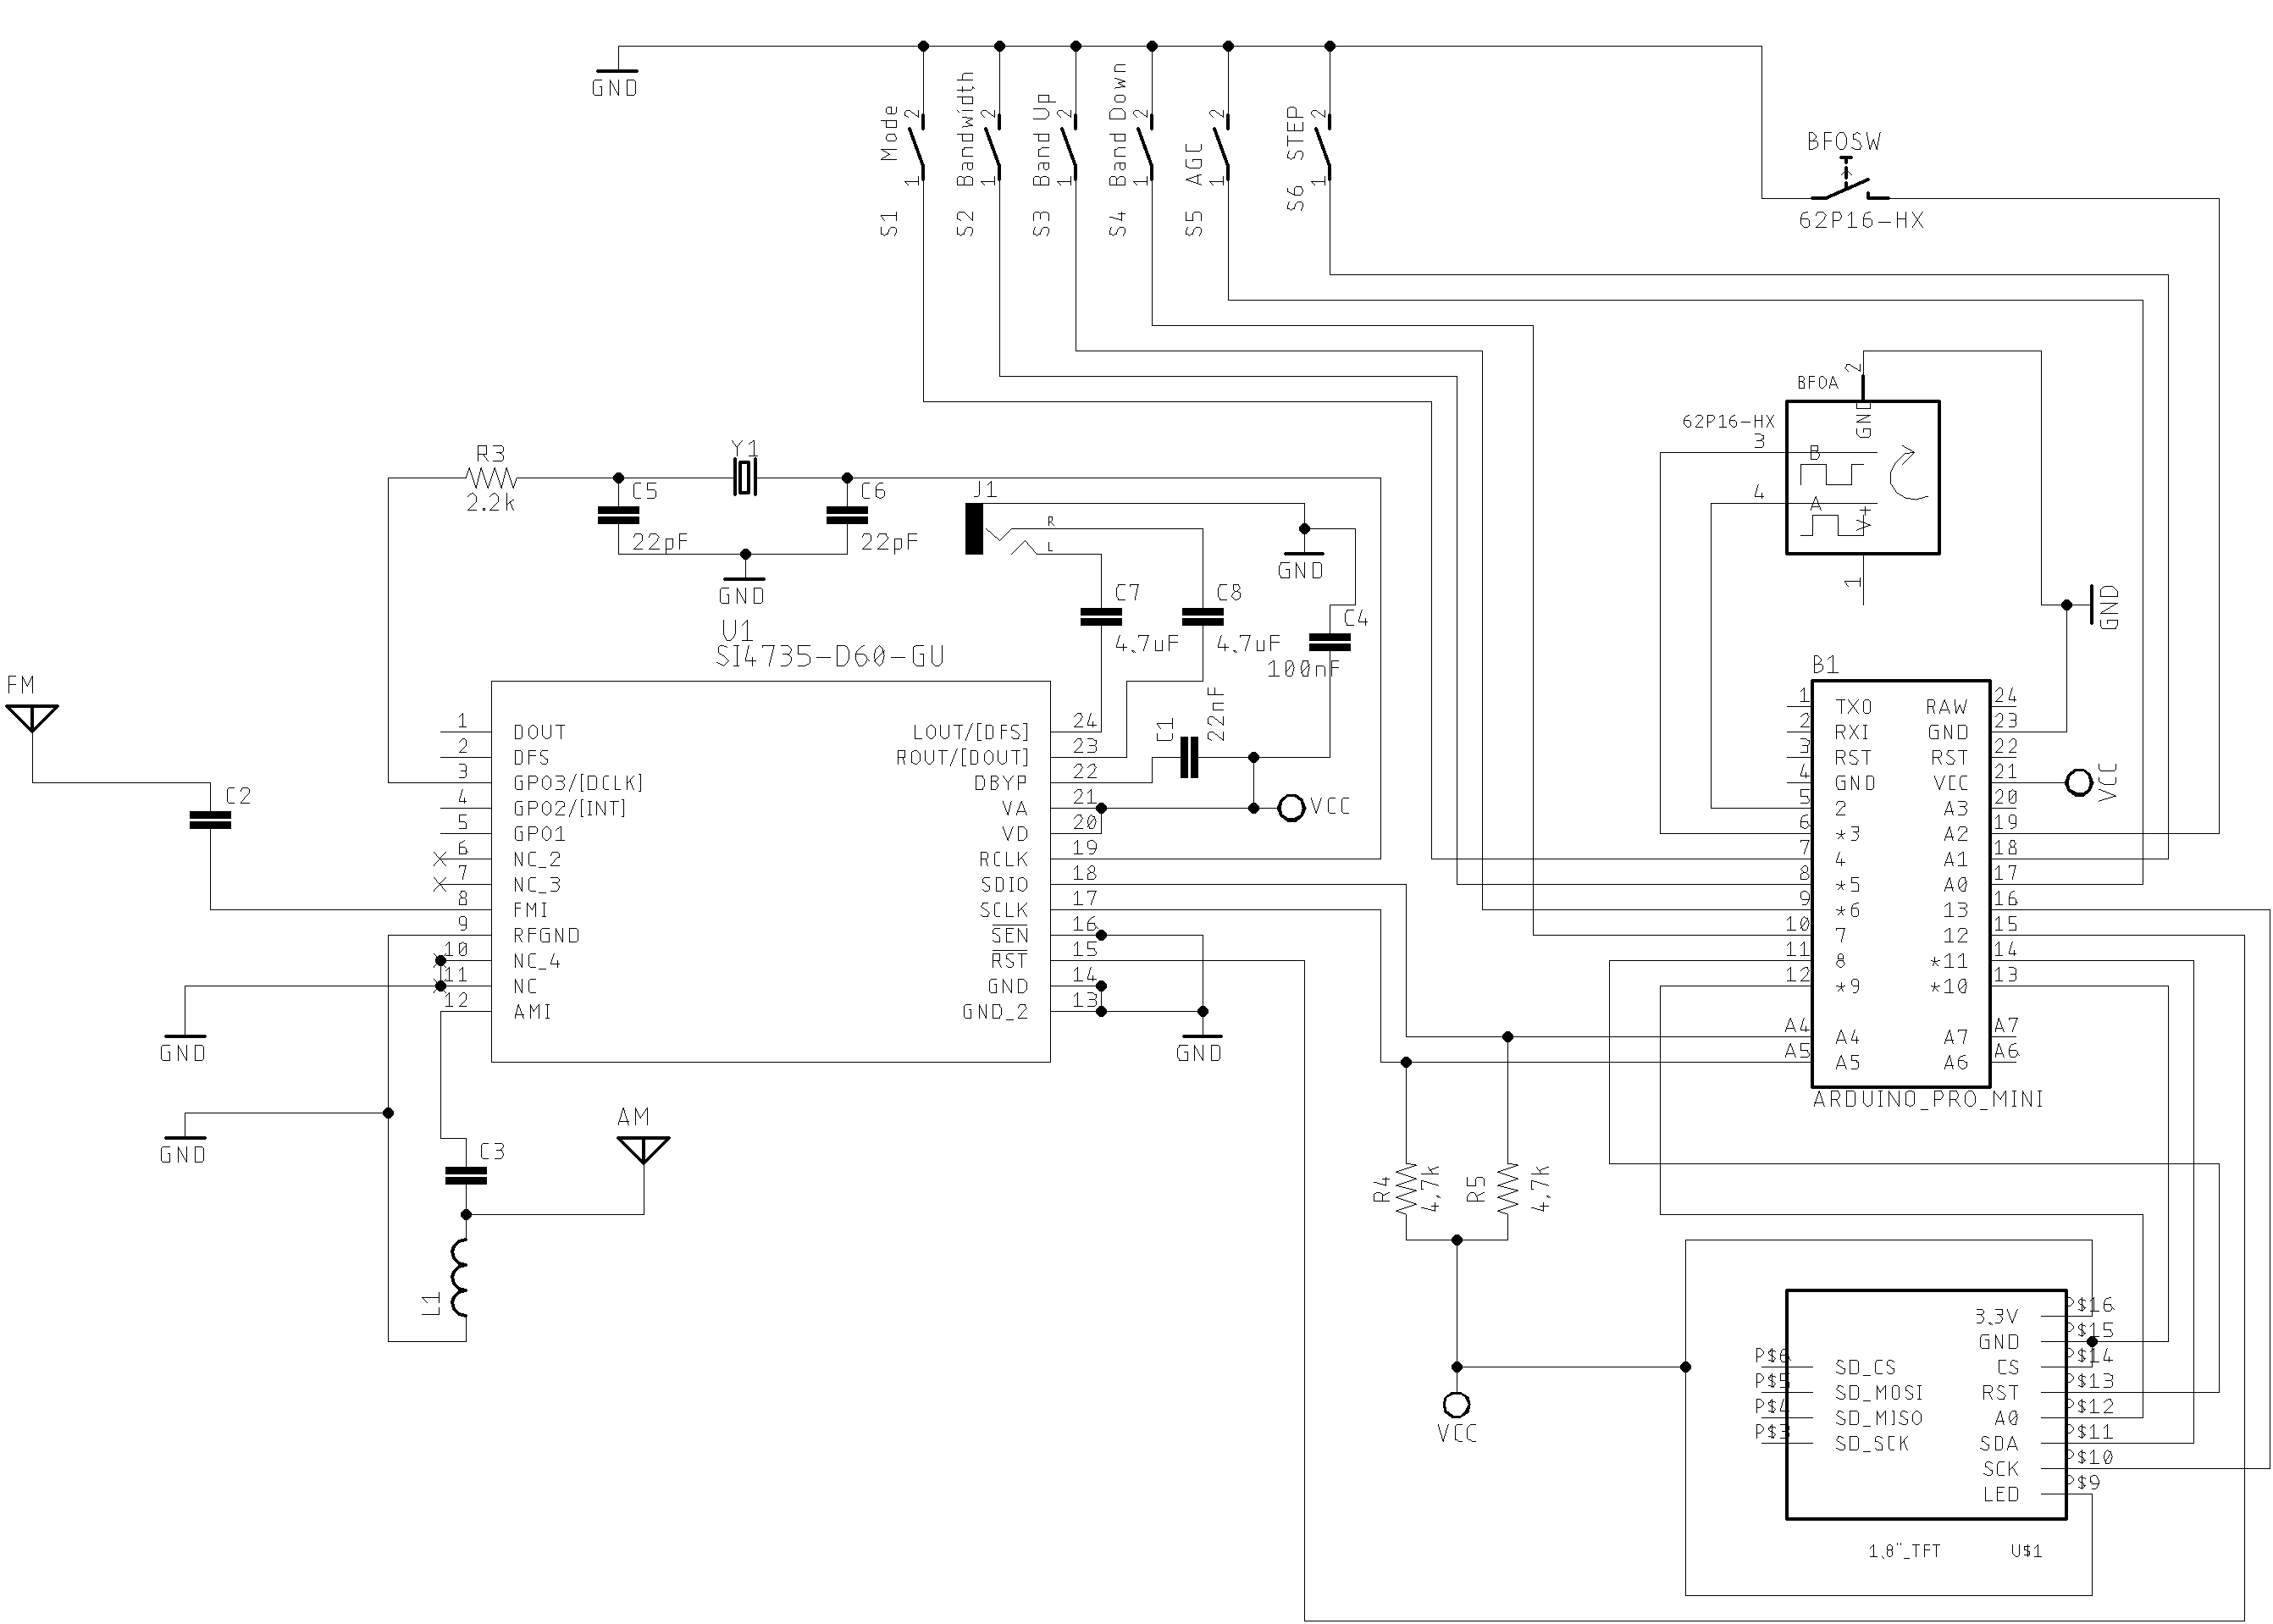 GND
S1 Mode
1
2
S2 Bandwidth
1
2
S3 Band Up
1
2
S4 Band Down
1
2
S5 AGC
1
2
S6 STEP
1
2
BFOSW
62P16-HX
BFOA
62P16-HX
2
GND
3
B
4
A
V+
1
GND
R3
2.2k
C5
22pF
Y1
C6
22pF
GND
J1
R
L
GND
C7
4.7uF
C8
4.7uF
C4
100nF
C1
22nF
VCC
U1
SI4735-D60-GU
1 DOUT
2 DFS
3 GPO3/[DCLK]
4 GPO2/[INT]
5 GPO1
6 NC_2
7 NC_3
8 FMI
9 RFGND
10 NC_4
11 NC
12 AMI
LOUT/[DFS] 24
ROUT/[DOUT] 23
DBYP 22
VA 21
VD 20
RCLK 19
SDIO 18
SCLK 17
SEN 16
RST 15
GND 14
GND_2 13
GND
FM
C2
GND
GND
C3
AM
L1
B1
1 TXO
2 RXI
3 RST
4 GND
5 2
6 *3
7 4
8 *5
9 *6
10 7
11 8
12 *9
A4 A4
A5 A5
RAW 24
GND 23
RST 22
VCC 21
A3 20
A2 19
A1 18
A0 17
13 16
12 15
*11 14
*10 13
A7 A7
A6 A6
ARDUINO_PRO_MINI
VCC
R4
4,7k
R5
4,7k
VCC
P$6 SD_CS
P$5 SD_MOSI
P$4 SD_MISO
P$3 SD_SCK
3.3V P$16
GND P$15
CS P$14
RST P$13
A0 P$12
SDA P$11
SCK P$10
LED P$9
1.8"_TFT
U$1